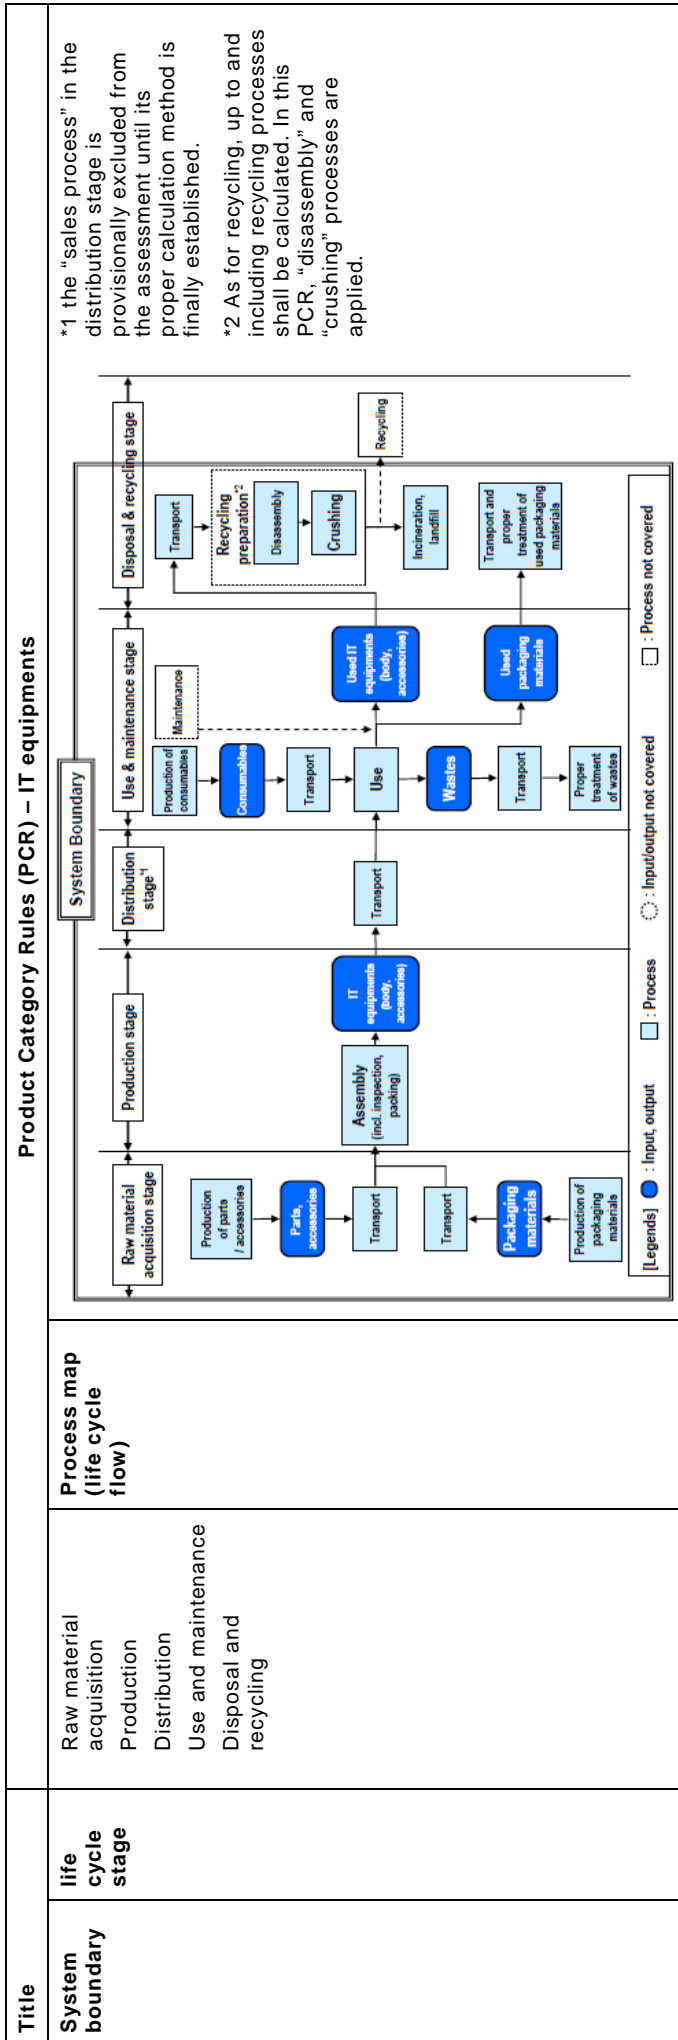 Title
Product Category Rules (PCR) – IT equipments
System
boundary
life
cycle
stage
Raw material
acquisition
Production
Distribution
Use and maintenance
Disposal and
recycling
Process map
(life cycle
flow)
System Boundary
Raw material
acquisition stage
Production stage
Distribution
stage*1
Use & maintenance stage
Disposal & recycling stage
Production
of parts
/ accessories
Parts,
accessories
Transport
Transport
Packaging
materials
Production of
packaging
materials
Assembly
(incl. inspection,
packing)
IT
equipments
(body,
accessories)
Transport
Production of
consumables
Consumables
Transport
Use
Wastes
Transport
Proper
treatment
of wastes
Maintenance
Used IT
equipments
(body,
accessories)
Used
packaging
materials
Transport
Recycling
preparation*2
Disassembly
Crushing
Incineration,
landfill
Recycling
Transport and
proper
treatment of
used packaging
materials
[Legends]
: Input, output
: Process
: Input/output not covered
: Process not covered
*1 the “sales process” in the
distribution stage is
provisionally excluded from
the assessment until its
proper calculation method is
finally established.
*2 As for recycling, up to and
including recycling processes
shall be calculated. In this
PCR, “disassembly” and
“crushing” processes are
applied.